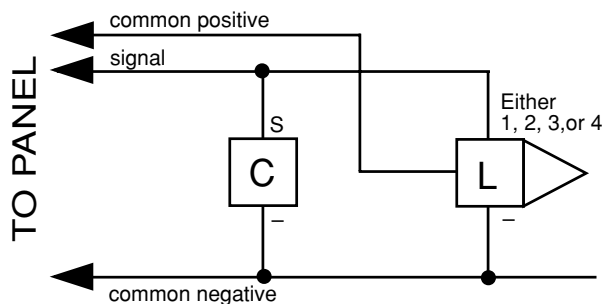 common positive
signal
TO PANEL
Either
1, 2, 3,or 4
S
C
L
–
–
common negative